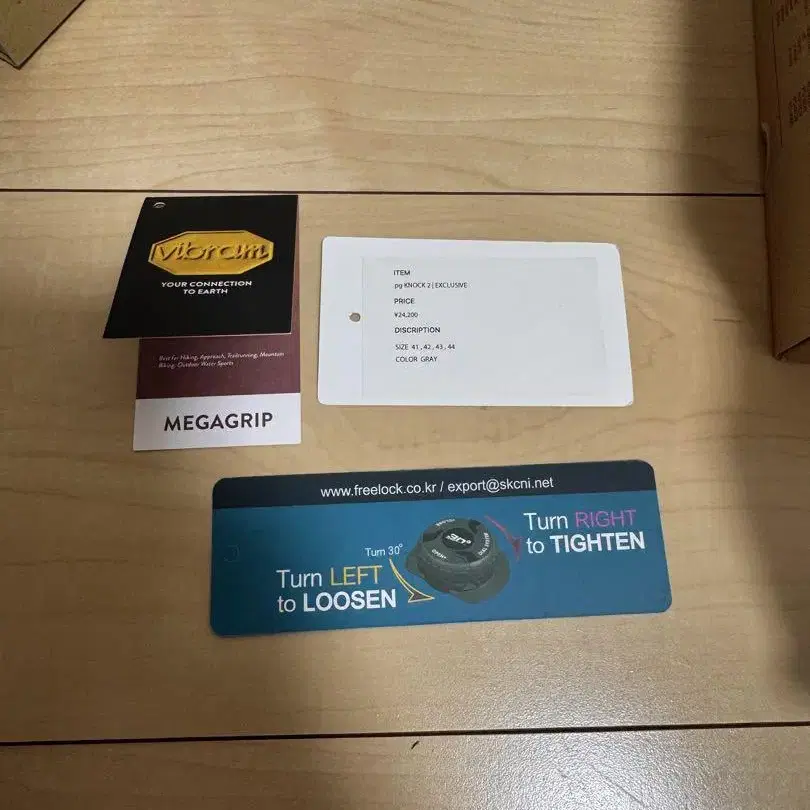 vibram
YOUR CONNECTION
TO EARTH
Best for Hiking, Approach, Trailrunning, Mountain
Biking, Outdoor Water Sports
MEGAGRIP
ITEM
pg KNOCK 2 | EXCLUSIVE
PRICE
¥24,200
DISCRIPTION
SIZE 41 , 42 , 43 , 44
COLOR GRAY
www.freelock.co.kr / export@skcni.net
Turn 30°
Turn LEFT
to LOOSEN
30°
Turn RIGHT
to TIGHTEN